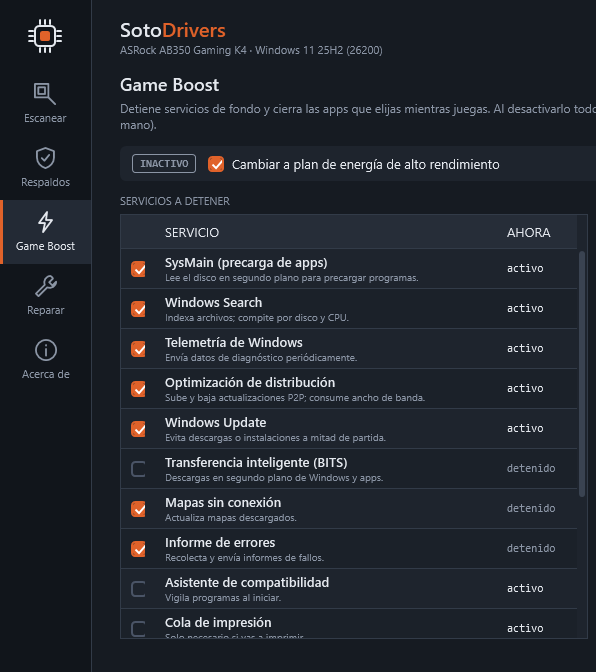 SotoDrivers
ASRock AB350 Gaming K4 · Windows 11 25H2 (26200)
Escanear
Respaldos
Game Boost
Reparar
Acerca de
Game Boost
Detiene servicios de fondo y cierra las apps que elijas mientras juegas. Al desactivarlo todo
mano).
INACTIVO Cambiar a plan de energía de alto rendimiento
SERVICIOS A DETENER
SERVICIO AHORA
SysMain (precarga de apps) activo
Lee el disco en segundo plano para precargar programas.
Windows Search activo
Indexa archivos; compite por disco y CPU.
Telemetría de Windows activo
Envía datos de diagnóstico periódicamente.
Optimización de distribución activo
Sube y baja actualizaciones P2P; consume ancho de banda.
Windows Update activo
Evita descargas o instalaciones a mitad de partida.
Transferencia inteligente (BITS) detenido
Descargas en segundo plano de Windows y apps.
Mapas sin conexión detenido
Actualiza mapas descargados.
Informe de errores detenido
Recolecta y envía informes de fallos.
Asistente de compatibilidad activo
Vigila programas al iniciar.
Cola de impresión activo
Solo necesario si vas a imprimir.